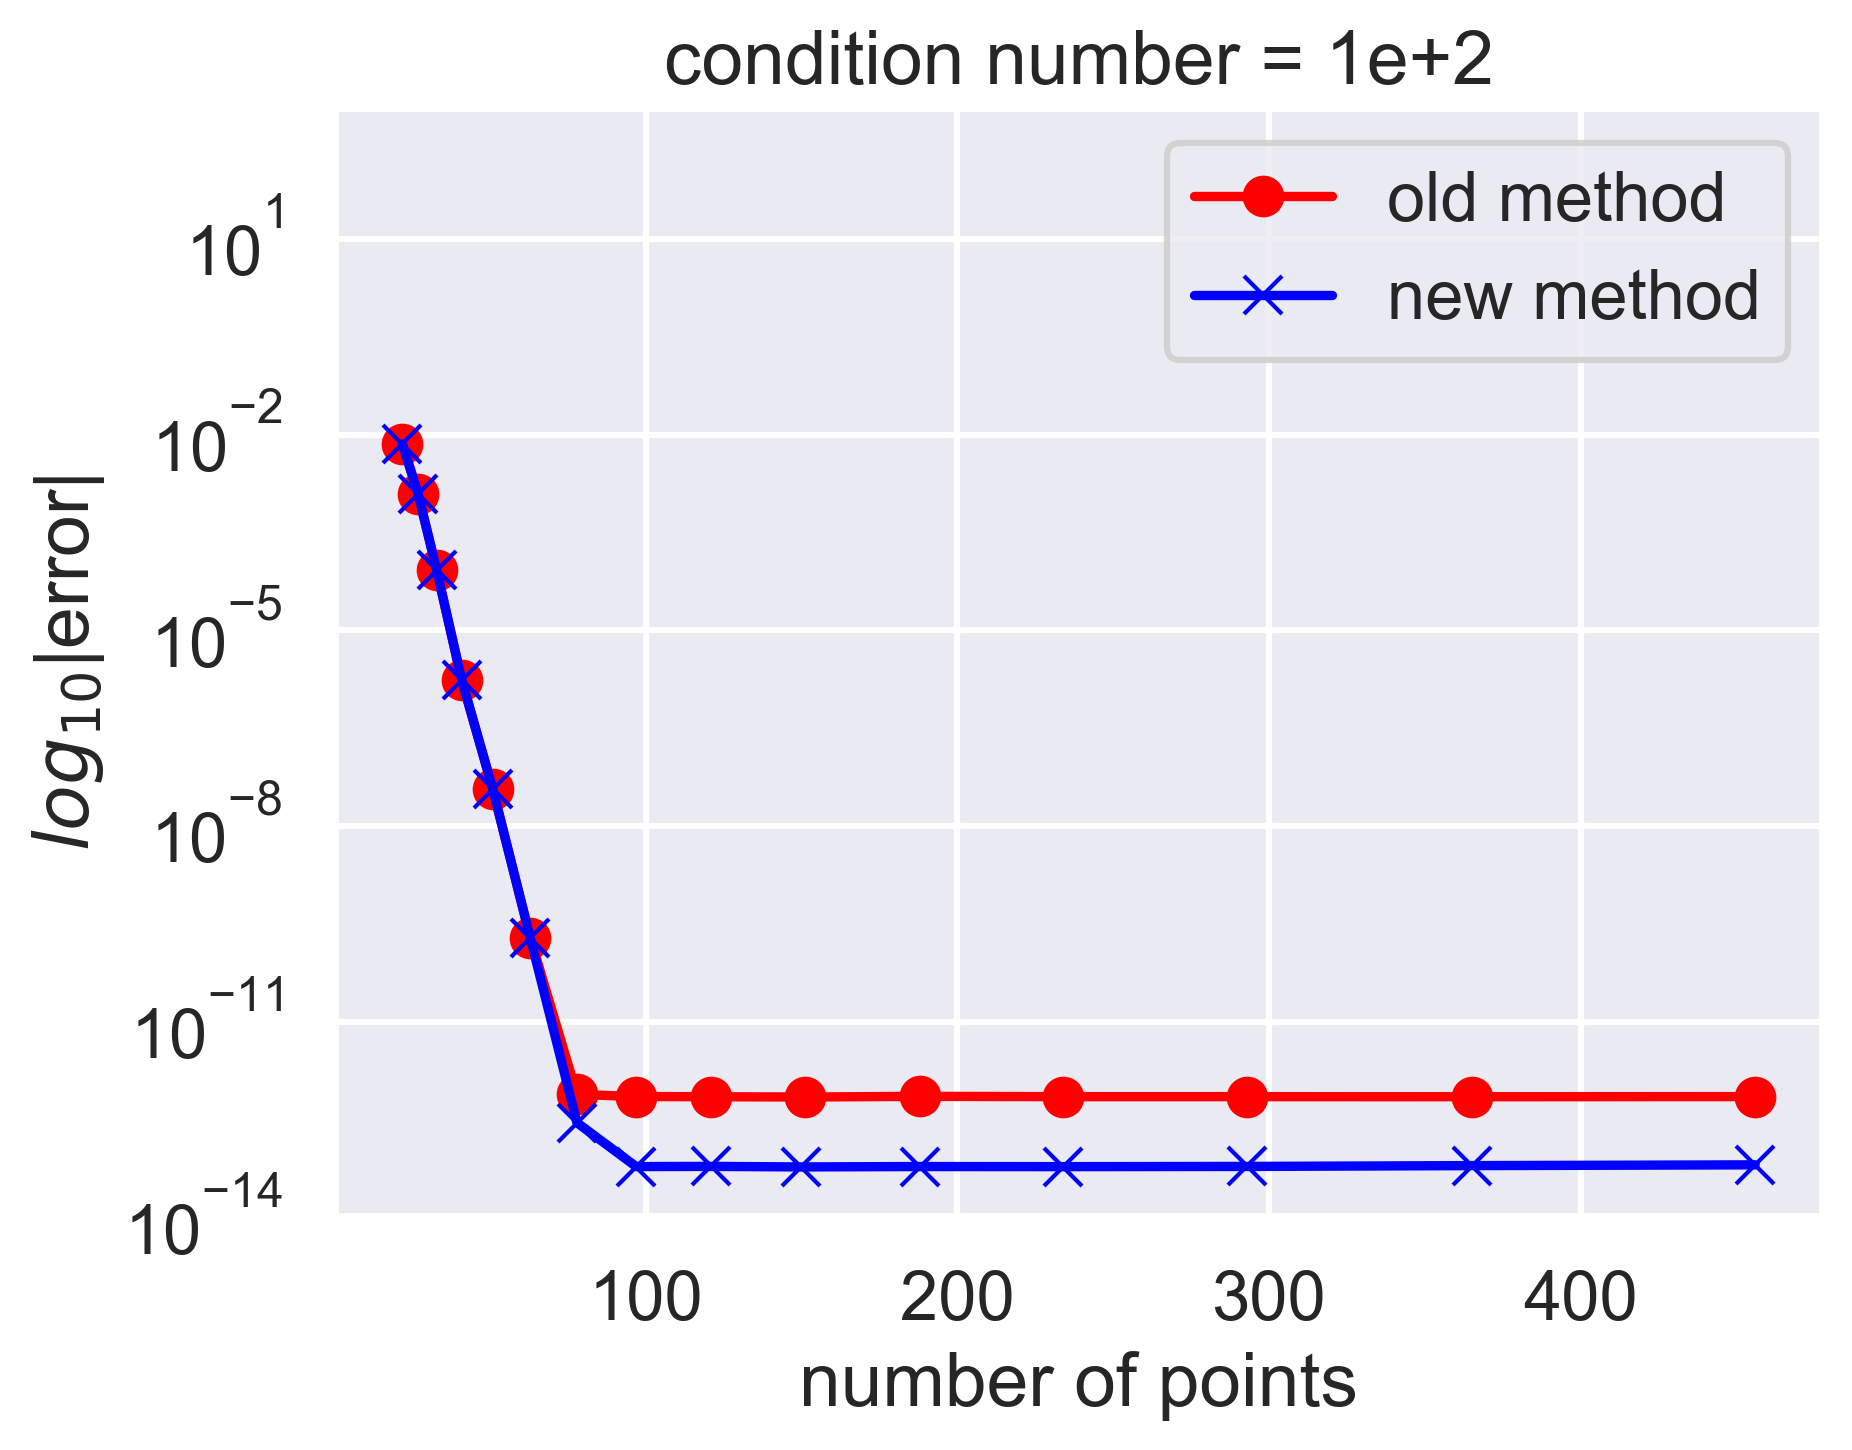 condition number = 1e+2
old method
new method
10^1
10^−2
10^−5
10^−8
10^−11
10^−14
log_10|error|
100 200 300 400
number of points